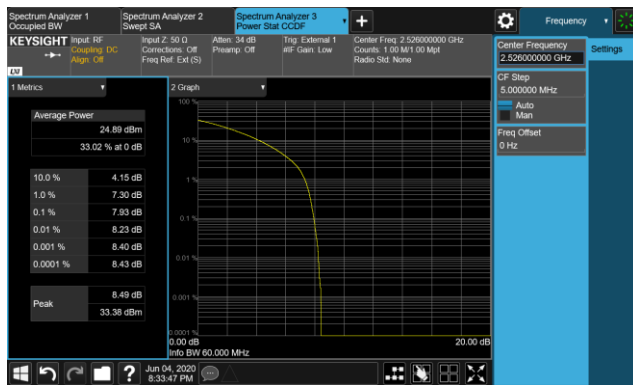 Spectrum Analyzer 1
Occupied BW
Spectrum Analyzer 2
Swept SA
Spectrum Analyzer 3
Power Stat CCDF
Frequency
KEYSIGHT
Input: RF
Coupling: DC
Align: Off
Input Z: 50 Ω
Corrections: Off
Freq Ref: Ext (S)
Atten: 34 dB
Preamp: Off
Trig: External 1
#IF Gain: Low
Center Freq: 2.526000000 GHz
Counts: 1.00 M/1.00 Mpt
Radio Std: None
LXI
Center Frequency
2.526000000 GHz
Settings
CF Step
5.000000 MHz
Auto
Man
Freq Offset
0 Hz
1 Metrics
Average Power
24.89 dBm
33.02 % at 0 dB
10.0 % 4.15 dB
1.0 % 7.30 dB
0.1 % 7.93 dB
0.01 % 8.23 dB
0.001 % 8.40 dB
0.0001 % 8.43 dB
Peak
8.49 dB
33.38 dBm
2 Graph
100 %
10 %
1 %
0.1 %
0.01 %
0.001 %
0.0001 %
0.00 dB
20.00 dB
Info BW 60.000 MHz
?
Jun 04, 2020
8:33:47 PM